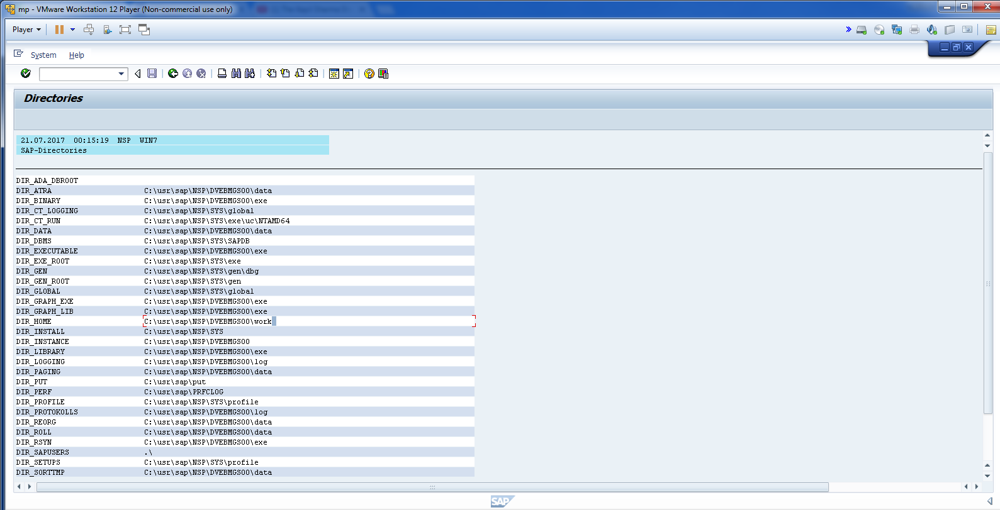 mp - VMware Workstation 12 Player (Non-commercial use only)
Player
System Help
Directories
21.07.2017 00:15:19 NSP WIN7
SAP-Directories
DIR_ADA_DBROOT
DIR_ATRA C:\usr\sap\NSP\DVEBMGS00\data
DIR_BINARY C:\usr\sap\NSP\DVEBMGS00\exe
DIR_CT_LOGGING C:\usr\sap\NSP\SYS\global
DIR_CT_RUN C:\usr\sap\NSP\SYS\exe\uc\NTAMD64
DIR_DATA C:\usr\sap\NSP\DVEBMGS00\data
DIR_DBMS C:\usr\sap\NSP\SYS\SAPDB
DIR_EXECUTABLE C:\usr\sap\NSP\DVEBMGS00\exe
DIR_EXE_ROOT C:\usr\sap\NSP\SYS\exe
DIR_GEN C:\usr\sap\NSP\SYS\gen\dbg
DIR_GEN_ROOT C:\usr\sap\NSP\SYS\gen
DIR_GLOBAL C:\usr\sap\NSP\SYS\global
DIR_GRAPH_EXE C:\usr\sap\NSP\DVEBMGS00\exe
DIR_GRAPH_LIB C:\usr\sap\NSP\DVEBMGS00\exe
DIR_HOME C:\usr\sap\NSP\DVEBMGS00\work
DIR_INSTALL C:\usr\sap\NSP\SYS
DIR_INSTANCE C:\usr\sap\NSP\DVEBMGS00
DIR_LIBRARY C:\usr\sap\NSP\DVEBMGS00\exe
DIR_LOGGING C:\usr\sap\NSP\DVEBMGS00\log
DIR_PAGING C:\usr\sap\NSP\DVEBMGS00\data
DIR_PUT C:\usr\sap\put
DIR_PERF C:\usr\sap\PRFCLOG
DIR_PROFILE C:\usr\sap\NSP\SYS\profile
DIR_PROTOKOLLS C:\usr\sap\NSP\DVEBMGS00\log
DIR_REORG C:\usr\sap\NSP\DVEBMGS00\data
DIR_ROLL C:\usr\sap\NSP\DVEBMGS00\data
DIR_RSYN C:\usr\sap\NSP\DVEBMGS00\exe
DIR_SAPUSERS .\
DIR_SETUPS C:\usr\sap\NSP\SYS\profile
DIR_SORTTMP C:\usr\sap\NSP\DVEBMGS00\data
SAP